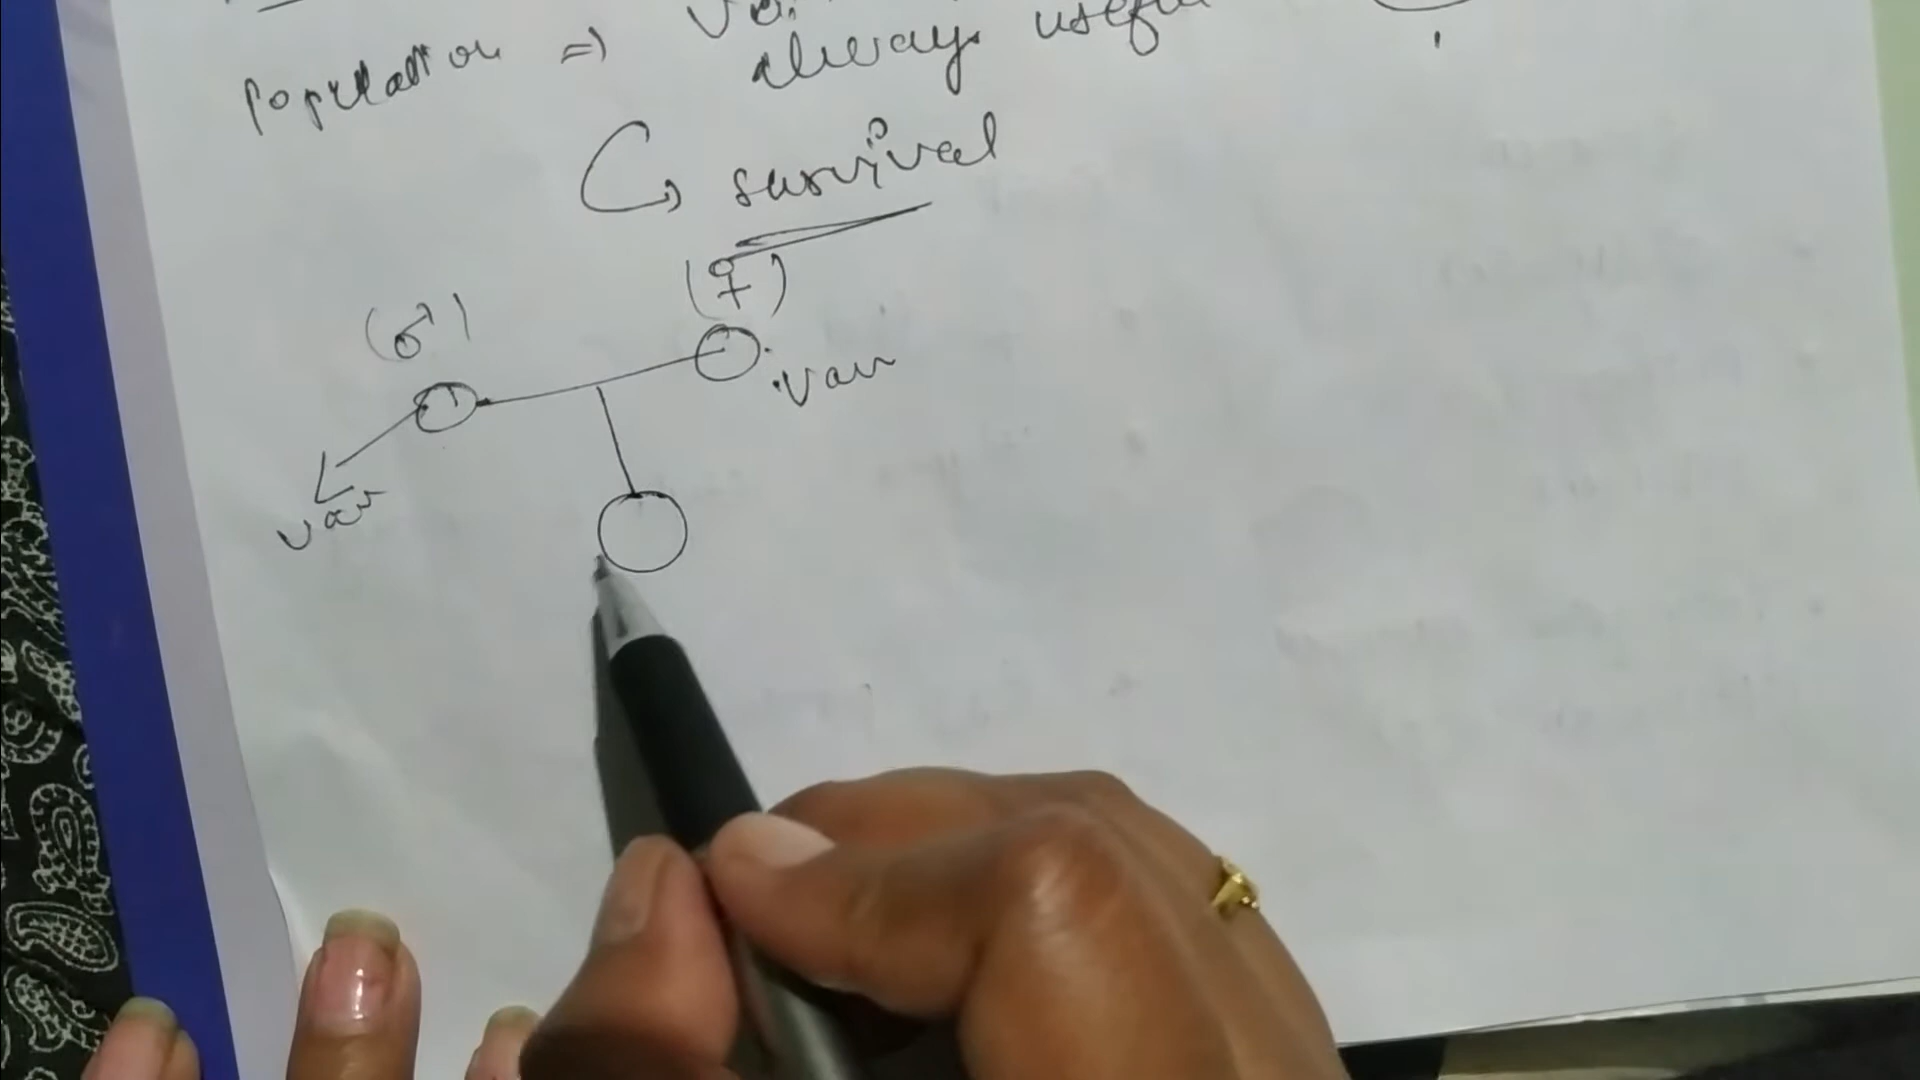 population ⇒
always useful
↳ survival
(♂) (♀)
var
var